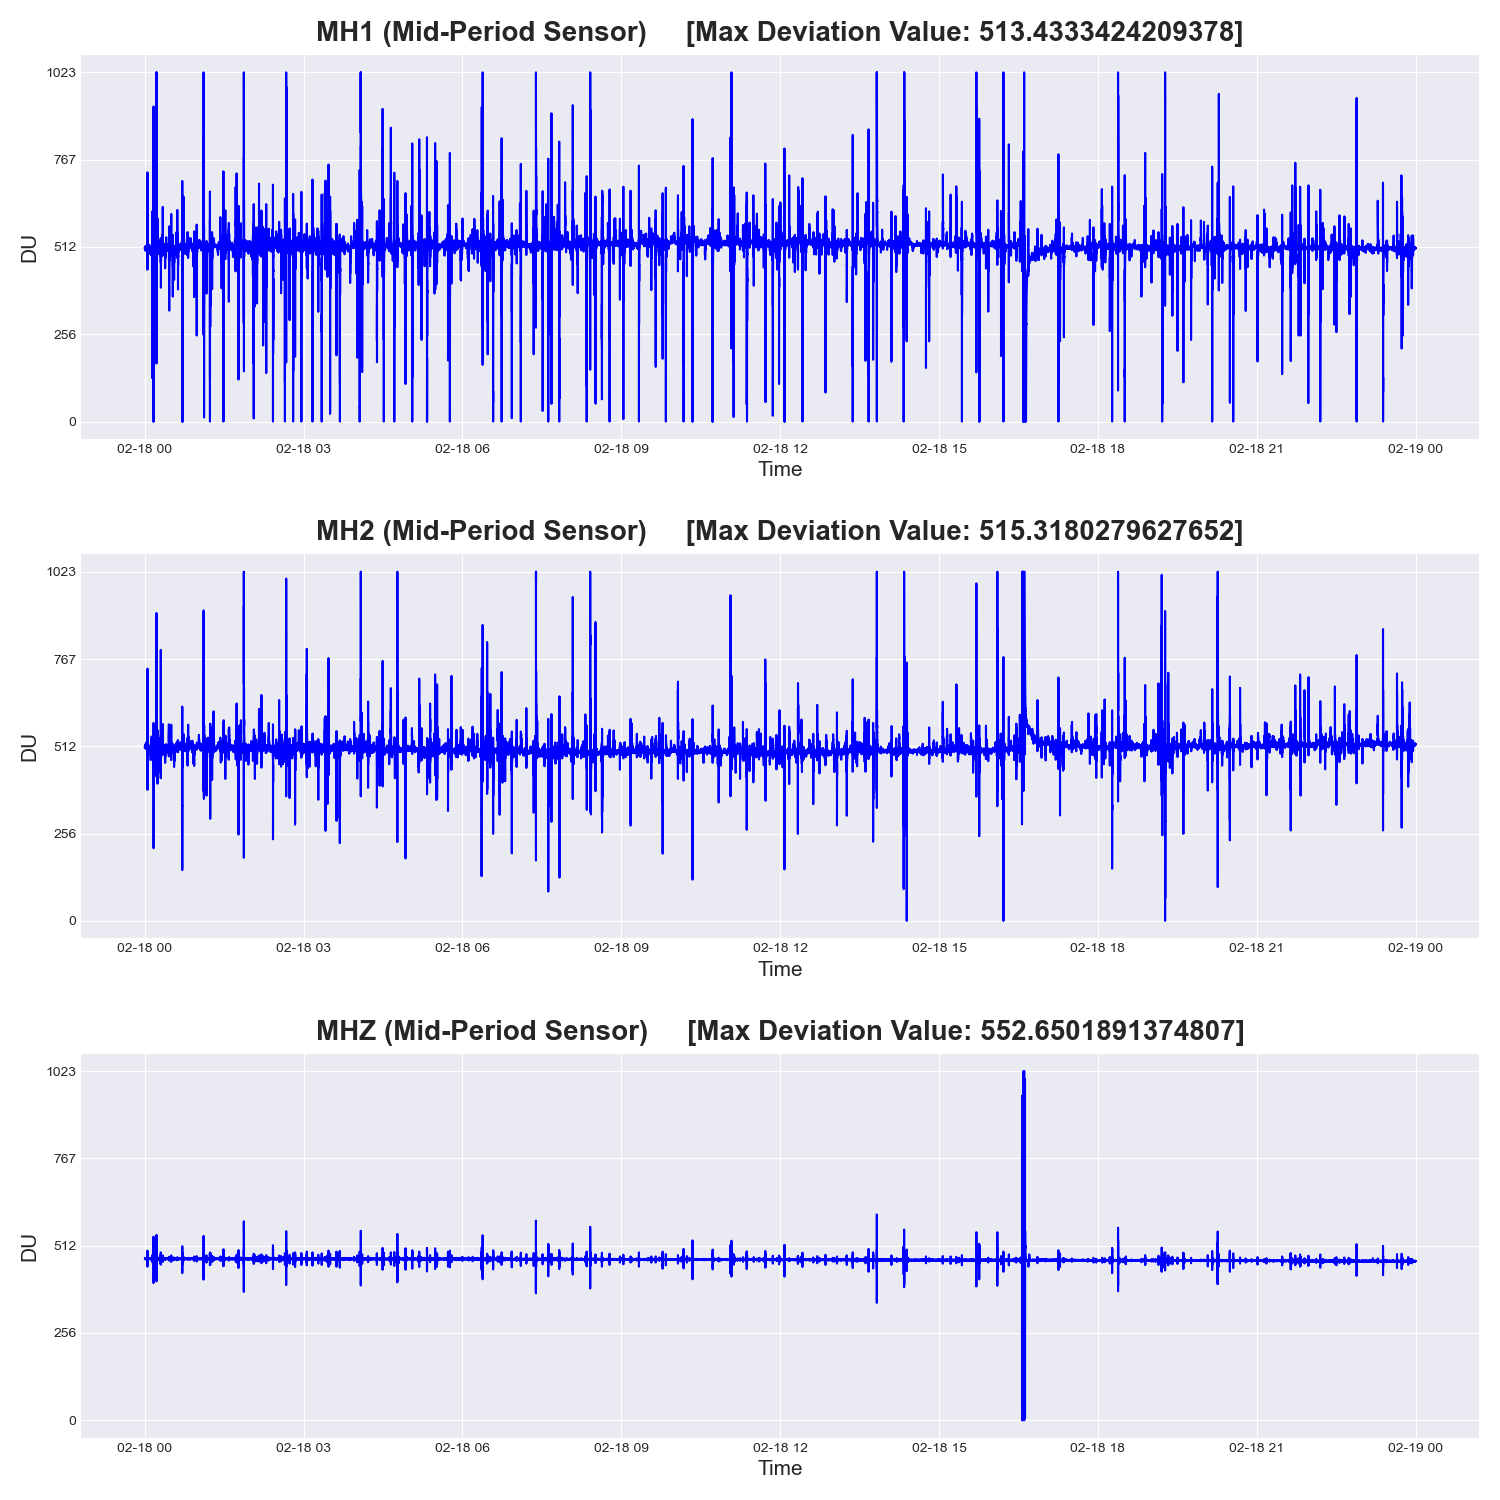 MH1 (Mid-Period Sensor) [Max Deviation Value: 513.4333424209378]
1023
767
512
256
0
DU
02-18 00 02-18 03 02-18 06 02-18 09 02-18 12 02-18 15 02-18 18 02-18 21 02-19 00
Time
MH2 (Mid-Period Sensor) [Max Deviation Value: 515.3180279627652]
1023
767
512
256
0
DU
02-18 00 02-18 03 02-18 06 02-18 09 02-18 12 02-18 15 02-18 18 02-18 21 02-19 00
Time
MHZ (Mid-Period Sensor) [Max Deviation Value: 552.6501891374807]
1023
767
512
256
0
DU
02-18 00 02-18 03 02-18 06 02-18 09 02-18 12 02-18 15 02-18 18 02-18 21 02-19 00
Time